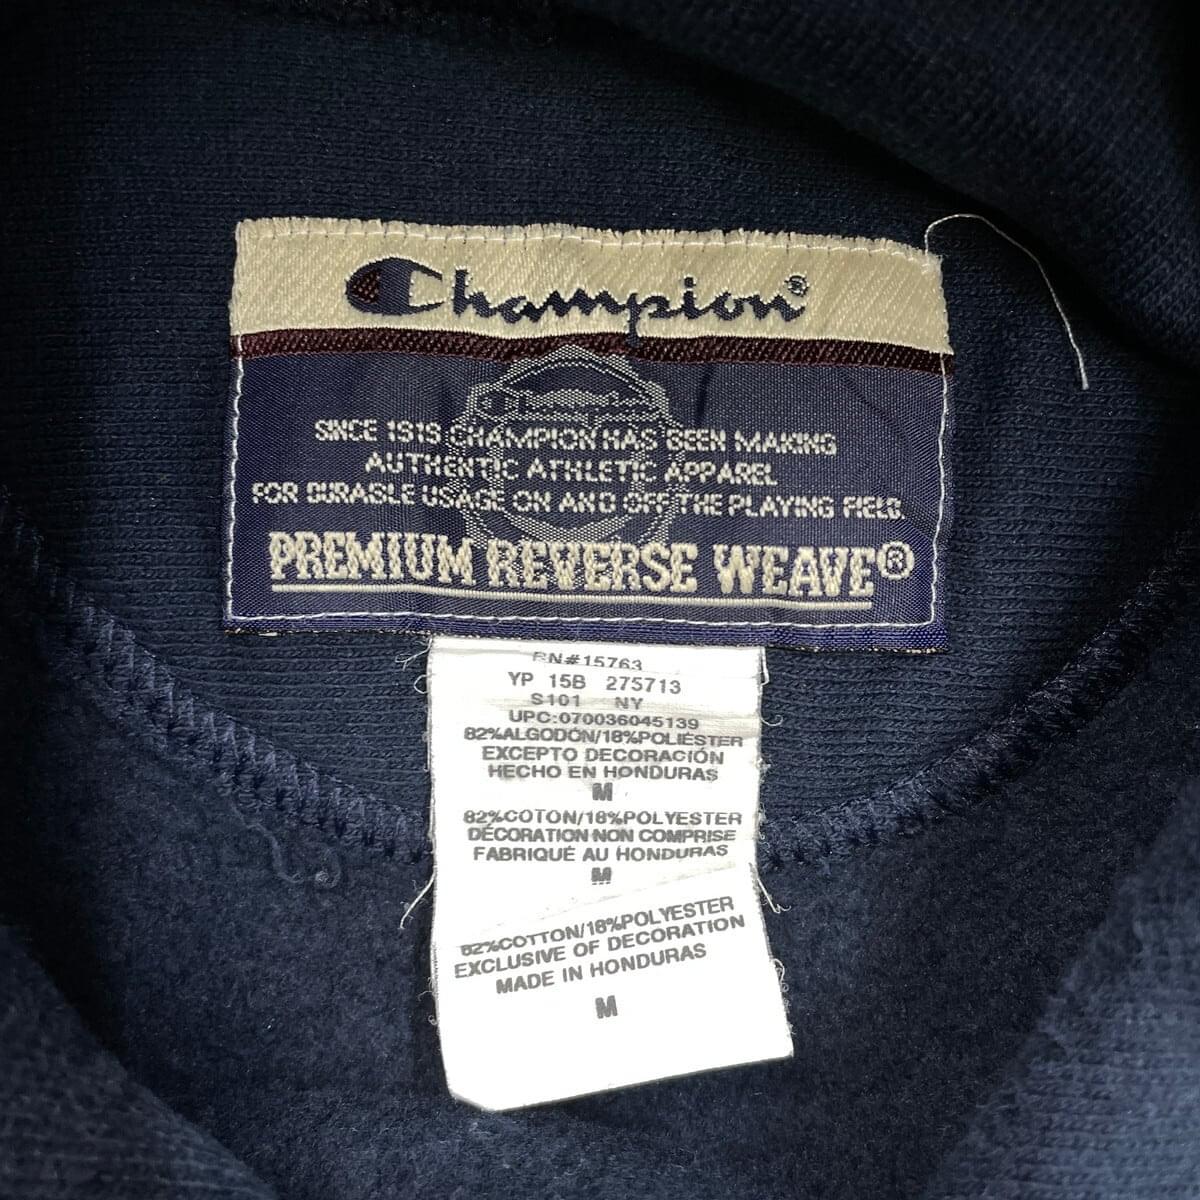 Champion®
Champion
SINCE 1919 CHAMPION HAS BEEN MAKING
AUTHENTIC ATHLETIC APPAREL
FOR DURABLE USAGE ON AND OFF THE PLAYING FIELD.
PREMIUM REVERSE WEAVE®
RN#15763
YP 15B 275713
S101 NY
UPC:070036045139
82%ALGODÓN/18%POLIÉSTER
EXCEPTO DECORACIÓN
HECHO EN HONDURAS
M
82%COTON/18%POLYESTER
DÉCORATION NON COMPRISE
FABRIQUÉ AU HONDURAS
M
82%COTTON/18%POLYESTER
EXCLUSIVE OF DECORATION
MADE IN HONDURAS
M